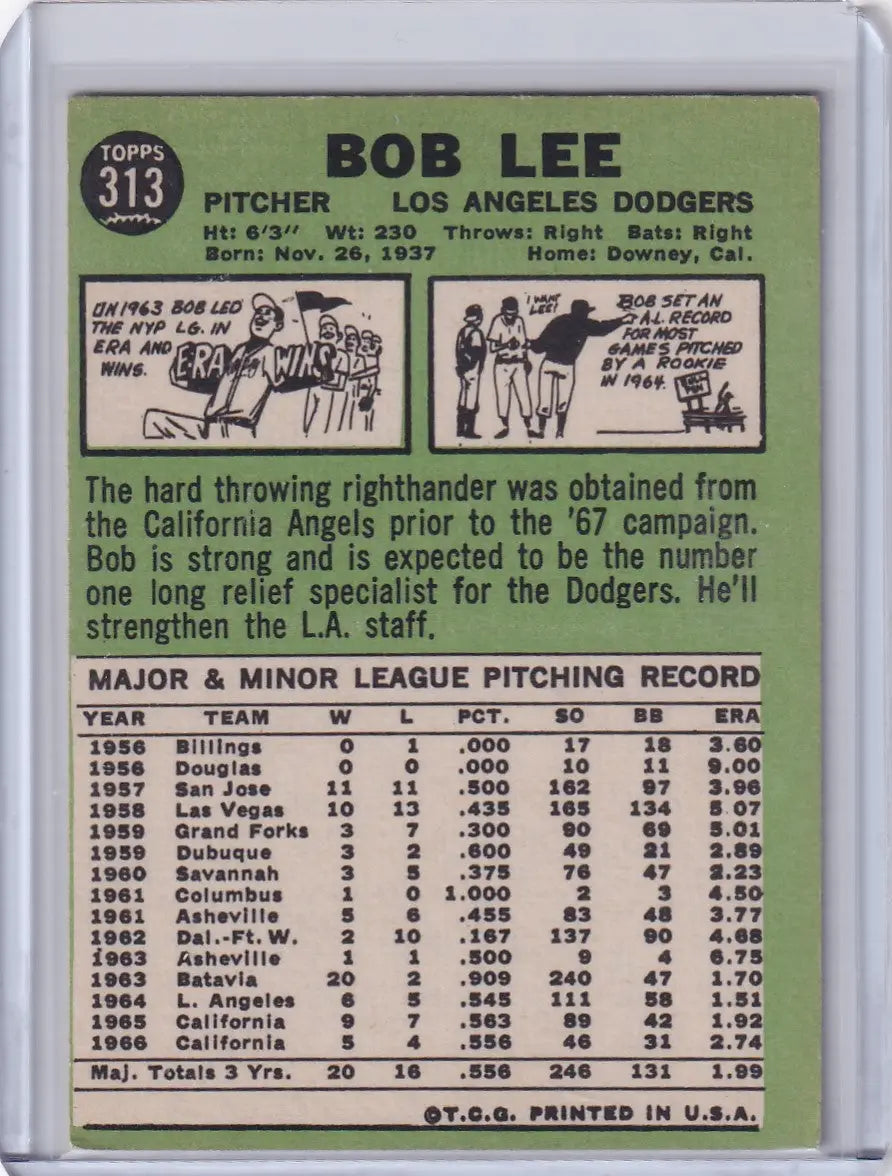 TOPPS
313
BOB LEE
PITCHER LOS ANGELES DODGERS
Ht: 6'3" Wt: 230 Throws: Right Bats: Right
Born: Nov. 26, 1937 Home: Downey, Cal.
IN 1963 BOB LED
THE NYP LG. IN
ERA AND
WINS.
ERA WINS
I WANT
LEE!
BOB SET AN
A.L. RECORD
FOR MOST
GAMES PITCHED
BY A ROOKIE
IN 1964.
BULL
PEN
The hard throwing righthander was obtained from
the California Angels prior to the '67 campaign.
Bob is strong and is expected to be the number
one long relief specialist for the Dodgers. He'll
strengthen the L.A. staff.
MAJOR & MINOR LEAGUE PITCHING RECORD
YEAR TEAM W L PCT. SO BB ERA
1956 Billings 0 1 .000 17 18 3.60
1956 Douglas 0 0 .000 10 11 9.00
1957 San Jose 11 11 .500 162 97 3.96
1958 Las Vegas 10 13 .435 165 134 5.07
1959 Grand Forks 3 7 .300 90 69 5.01
1959 Dubuque 3 2 .600 49 21 2.89
1960 Savannah 3 5 .375 76 47 2.23
1961 Columbus 1 0 1.000 2 3 4.50
1961 Asheville 5 6 .455 83 48 3.77
1962 Dal.-Ft. W. 2 10 .167 137 90 4.68
1963 Asheville 1 1 .500 9 4 6.75
1963 Batavia 20 2 .909 240 47 1.70
1964 L. Angeles 6 5 .545 111 58 1.51
1965 California 9 7 .563 89 42 1.92
1966 California 5 4 .556 46 31 2.74
Maj. Totals 3 Yrs. 20 16 .556 246 131 1.99
©T.C.G. PRINTED IN U.S.A.